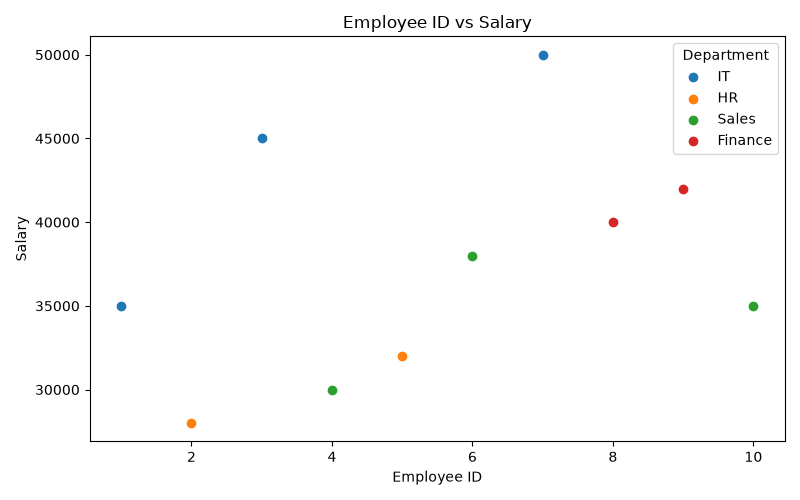 Employee ID vs Salary
Department
IT
HR
Sales
Finance
50000
45000
40000
35000
30000
Salary
2 4 6 8 10
Employee ID